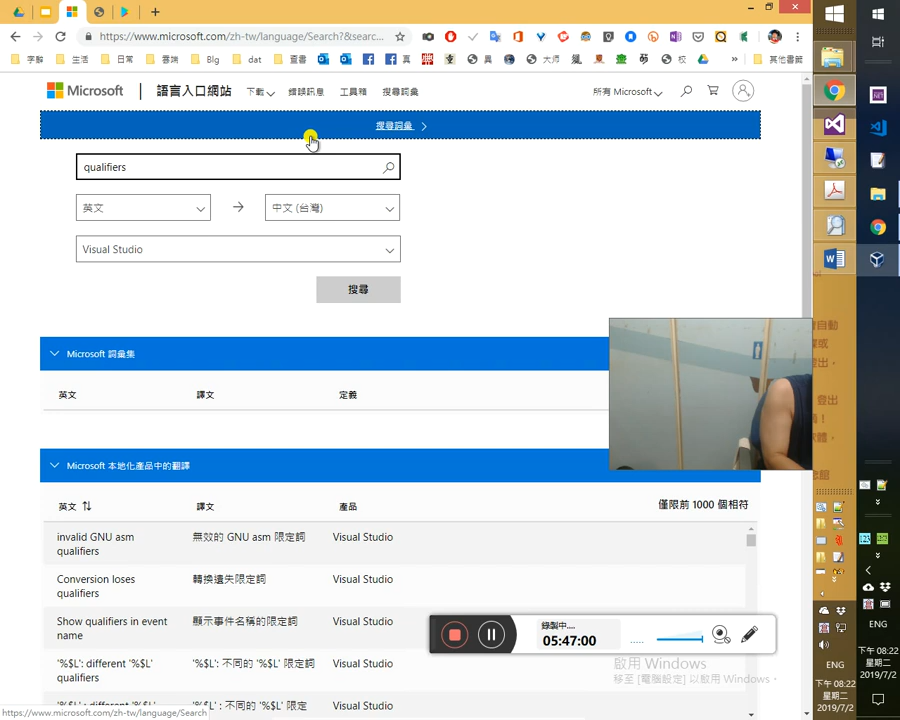 https://www.microsoft.com/zh-tw/language/Search?&searc...
字辭
生活
日常
雲端
Blg
dat
查書
真
大師
校
其他書籤
Microsoft
語言入口網站
下載
錯誤訊息
工具箱
搜尋詞彙
所有 Microsoft
搜尋詞彙
qualifiers
英文
中文 (台灣)
Visual Studio
搜尋
Microsoft 詞彙集
英文 譯文 定義
Microsoft 本地化產品中的翻譯
英文 譯文 產品 僅限前 1000 個相符
invalid GNU asm qualifiers 無效的 GNU asm 限定詞 Visual Studio
Conversion loses qualifiers 轉換遺失限定詞 Visual Studio
Show qualifiers in event name 顯示事件名稱的限定詞 Visual Studio
'%$L': different '%$L' qualifiers '%$L': 不同的 '%$L' 限定詞 Visual Studio
'%$L' : different '%$L' '%$L' : 不同的 '%$L' 限定 Visual Studio
錄製中...
05:47:00
啟用 Windows
移至 [電腦設定] 以啟用 Windows。
https://www.microsoft.com/zh-tw/language/Search
ENG
下午 08:22
星期二
2019/7/2
ENG
下午 08:22
星期二
2019/7/2